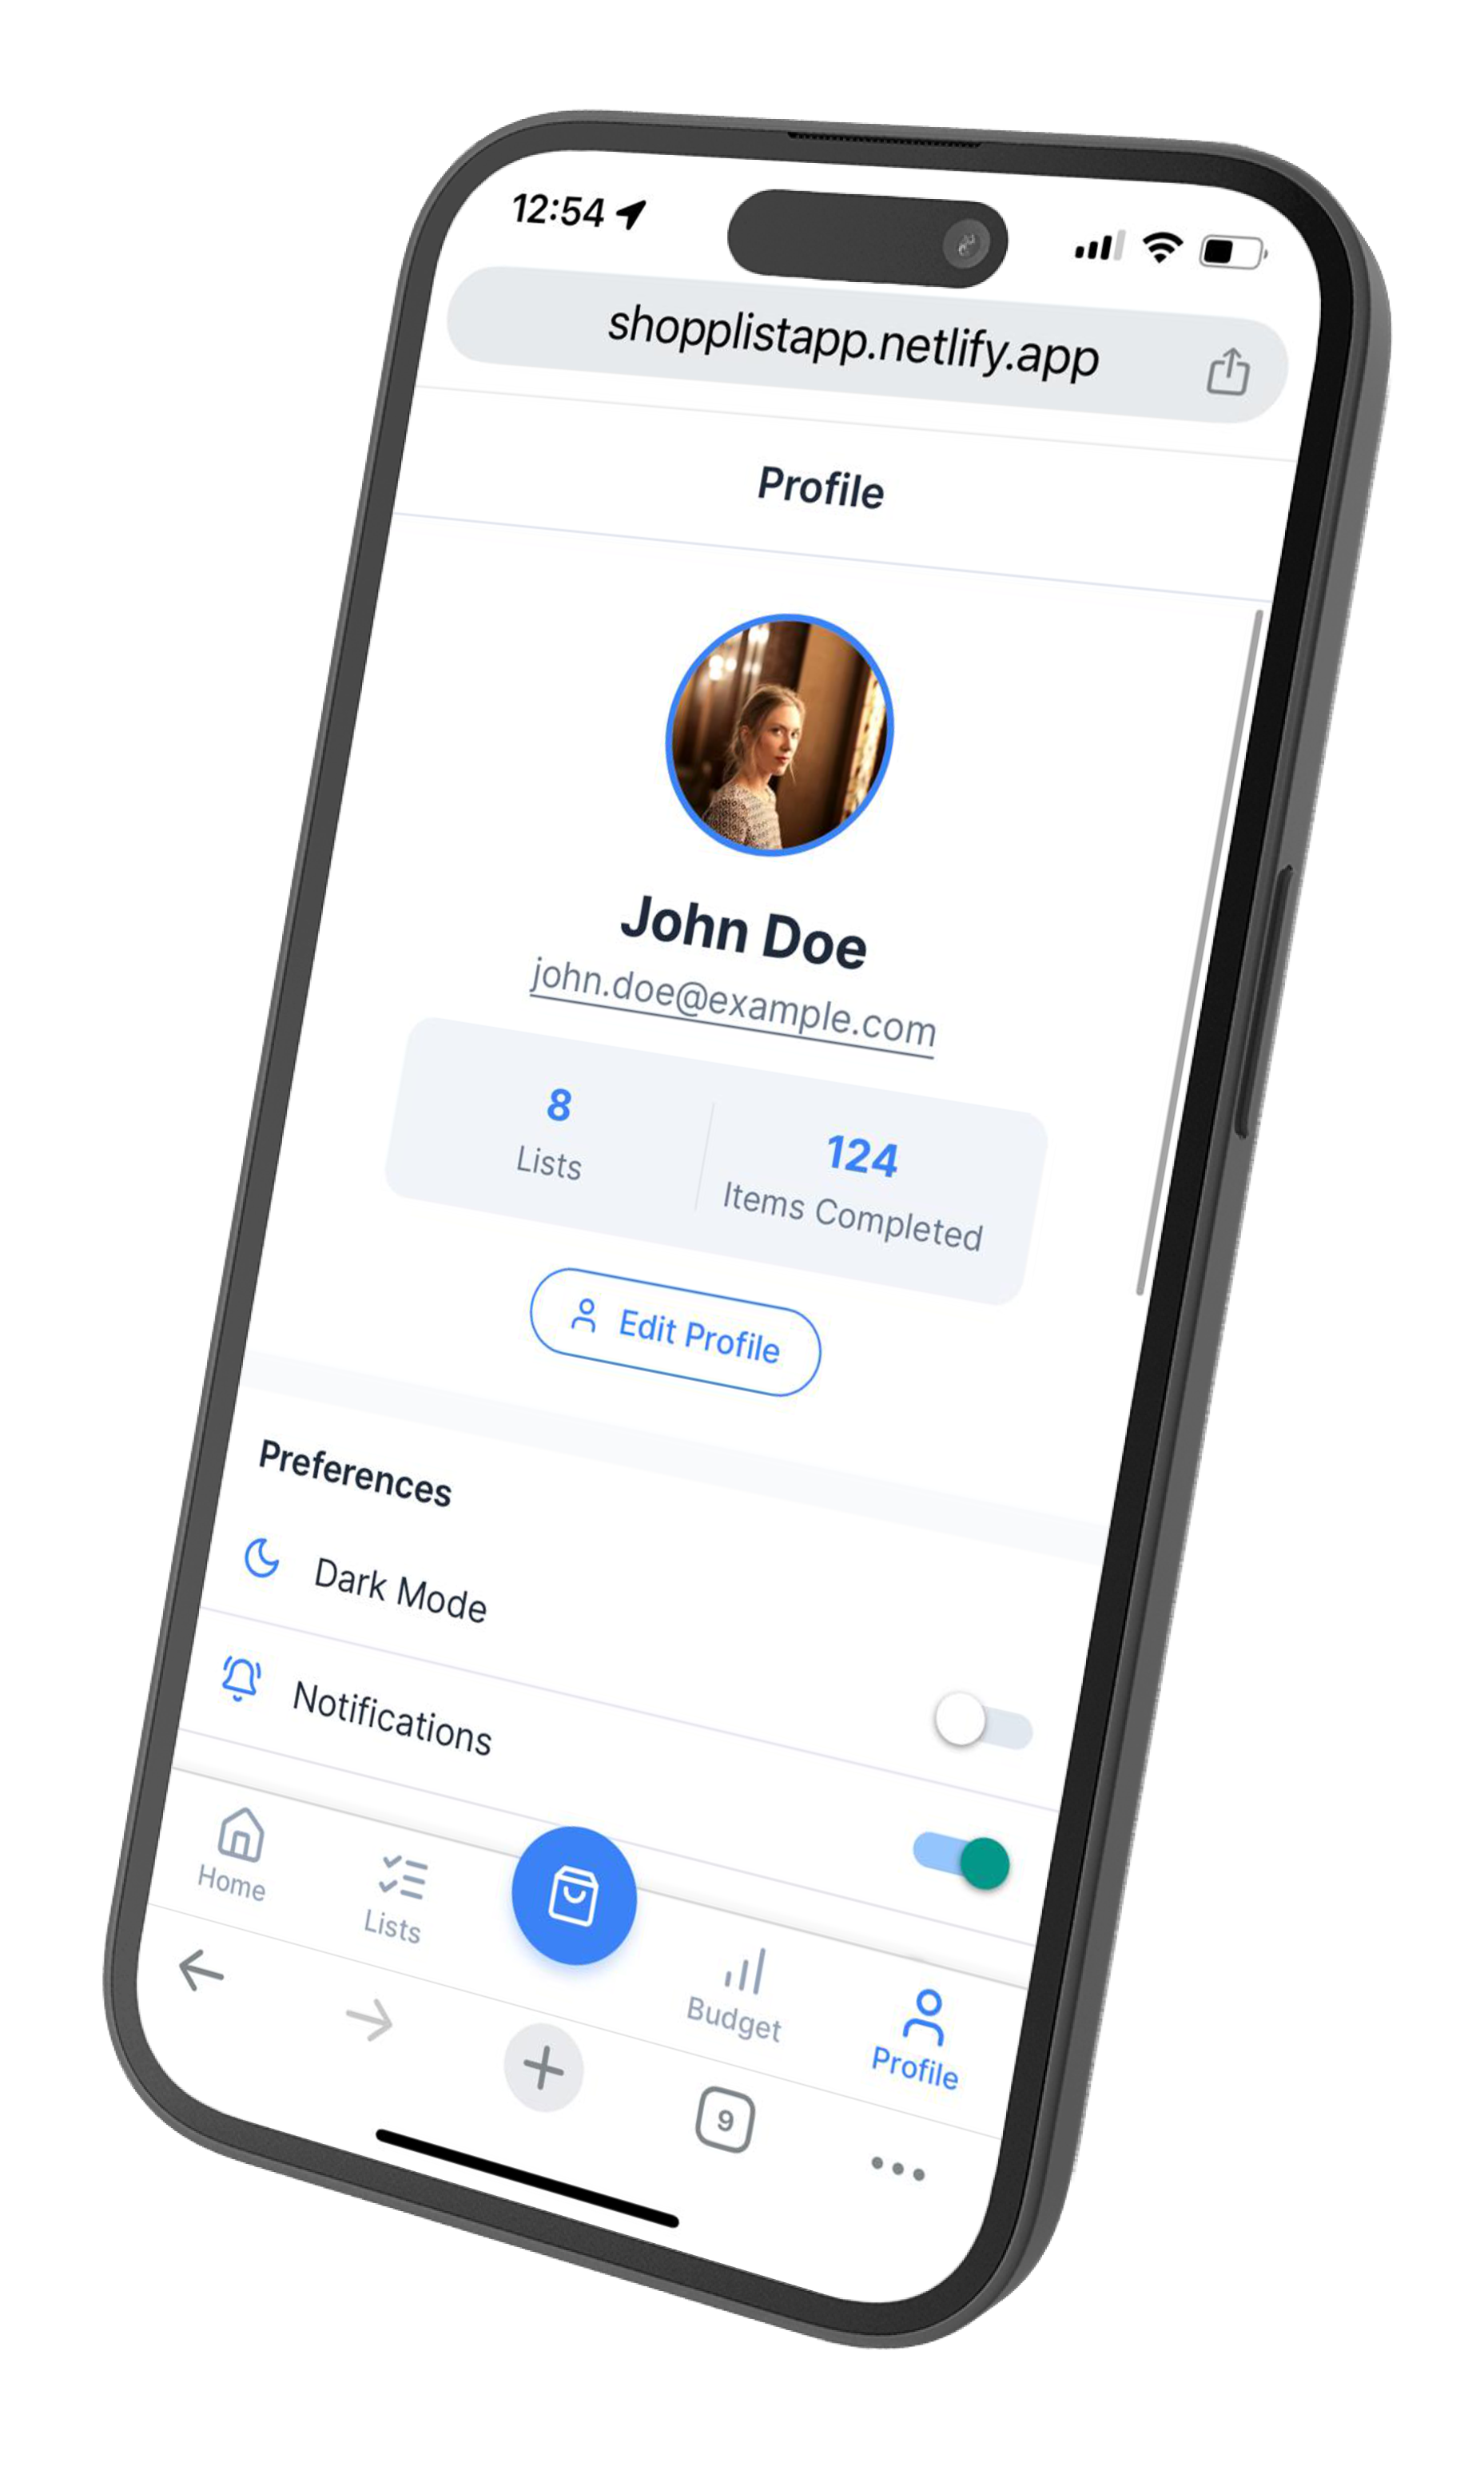 12:54
shopplistapp.netlify.app
Profile
John Doe
john.doe@example.com
8
Lists
124
Items Completed
Edit Profile
Preferences
Dark Mode
Notifications
Home
Lists
Budget
Profile
9